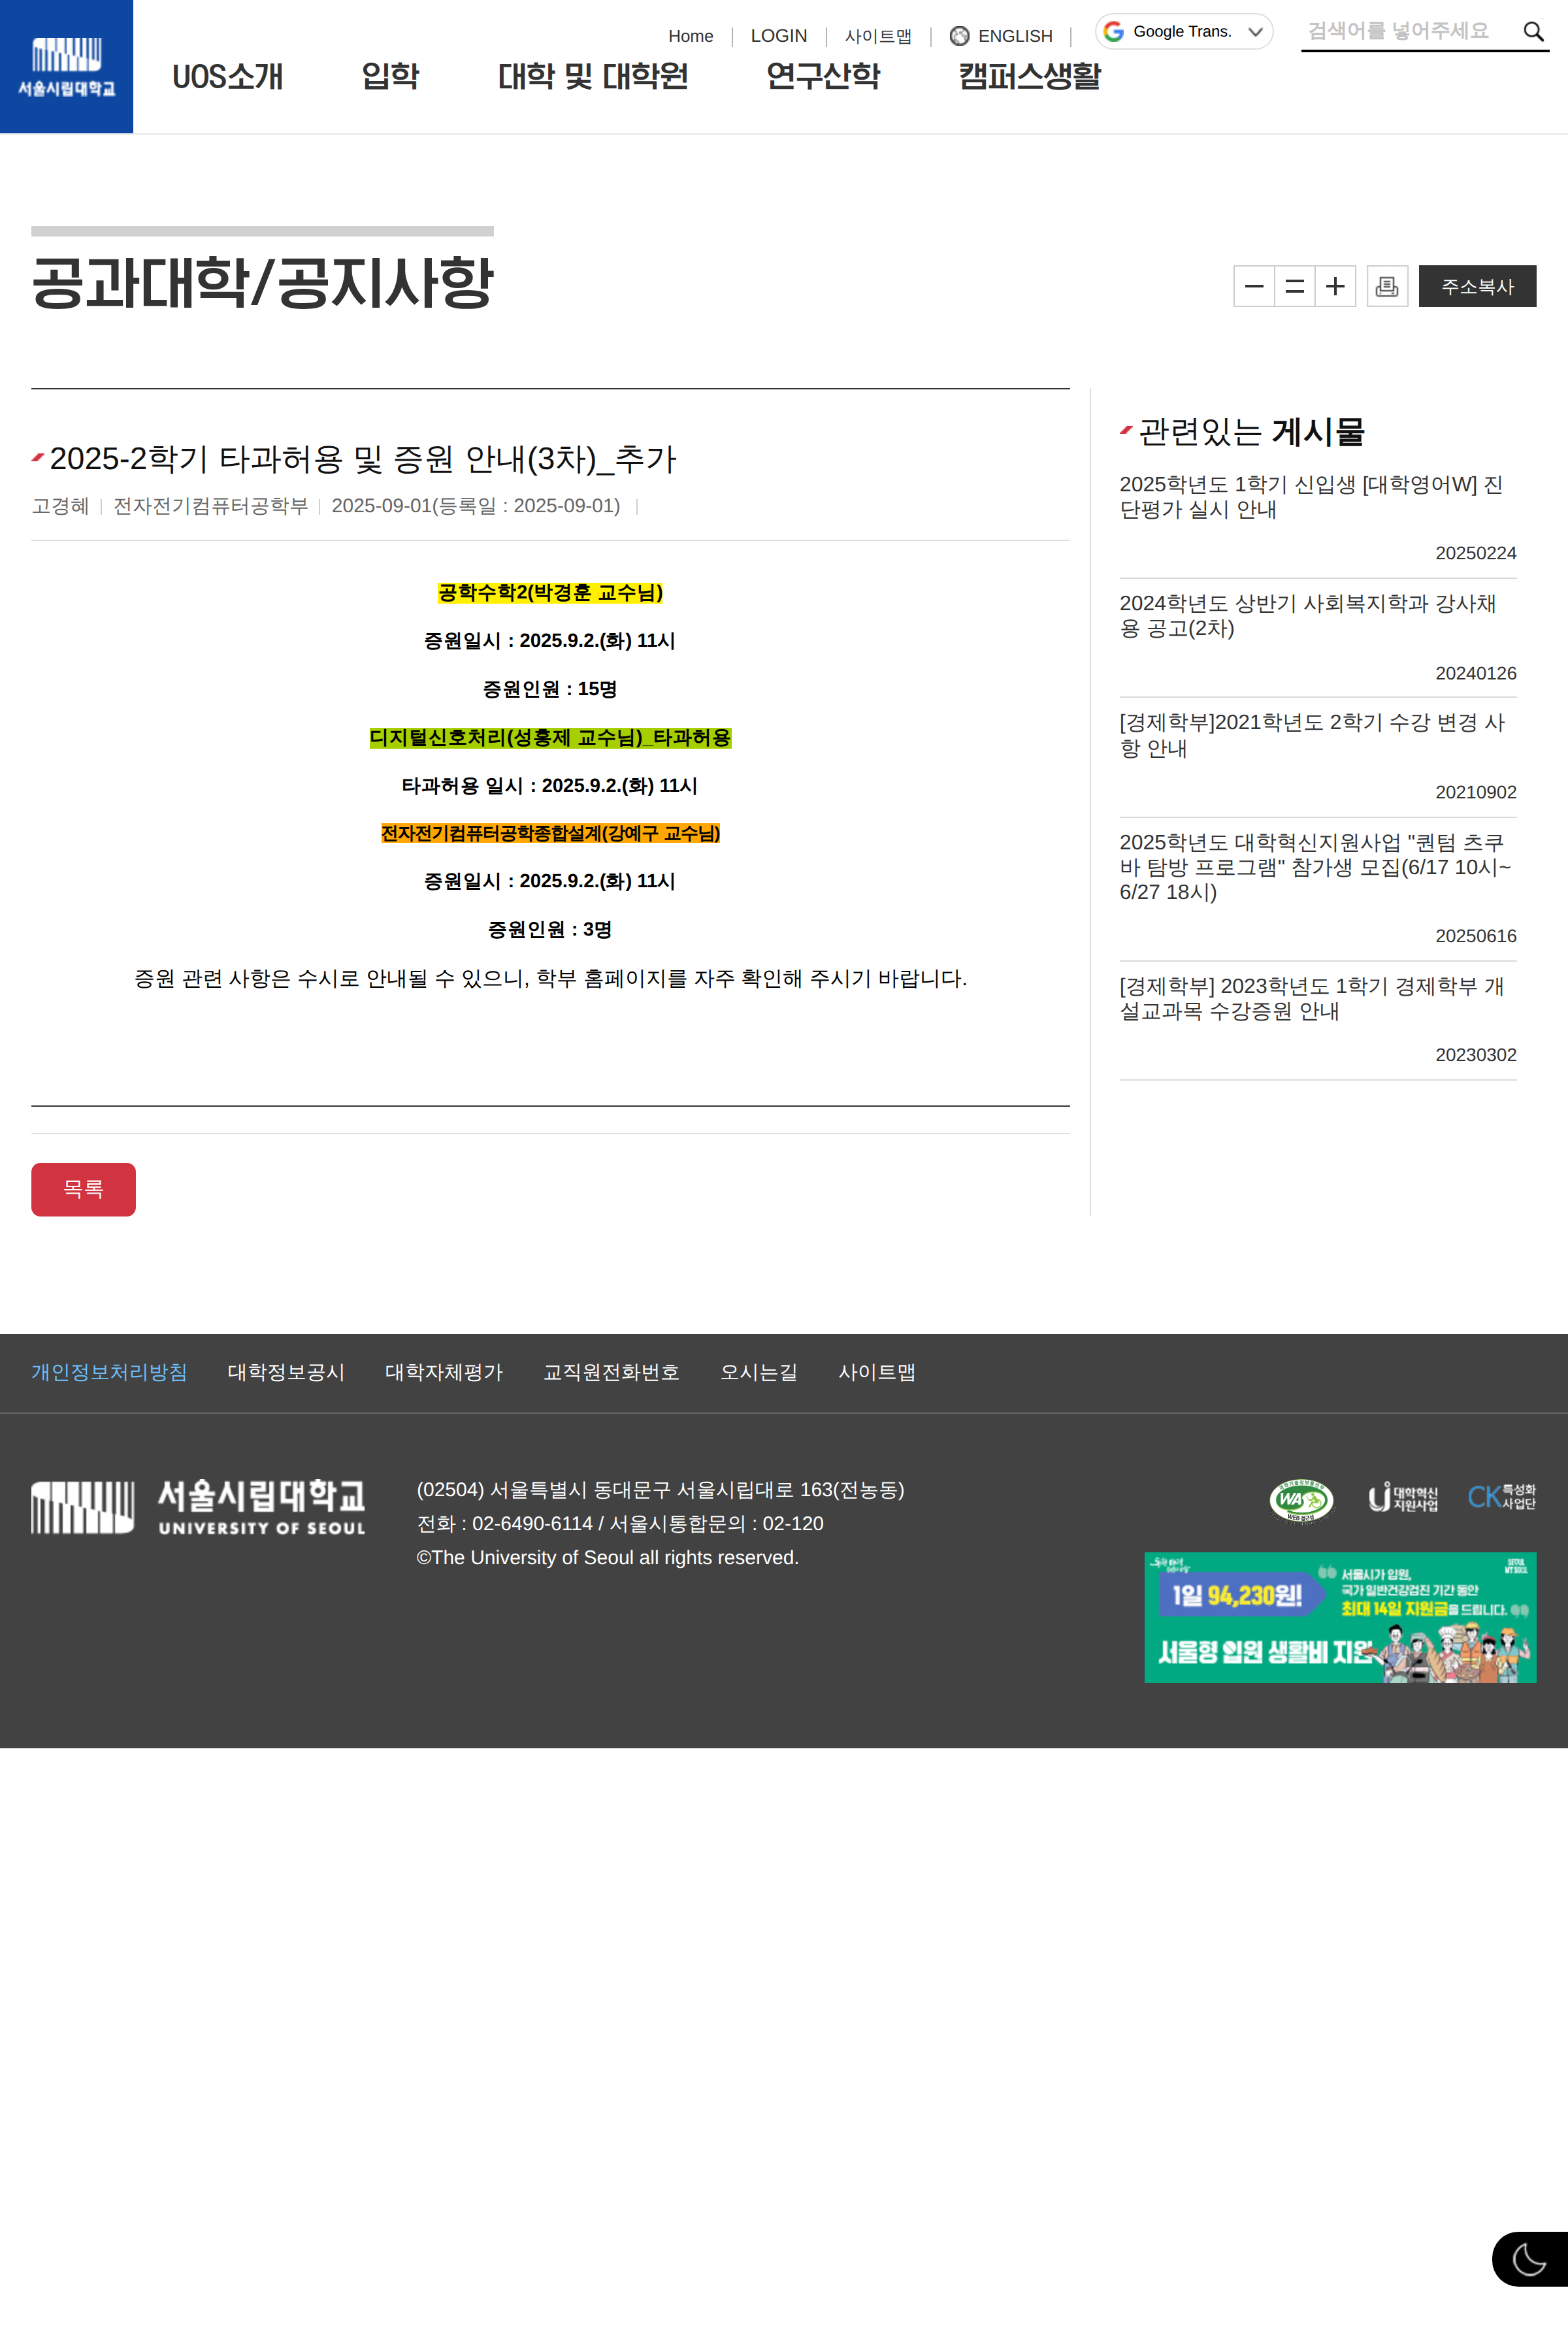 서울시립대학교
Home
LOGIN
사이트맵
ENGLISH
Google Trans.
검색어를 넣어주세요
UOS소개
입학
대학 및 대학원
연구산학
캠퍼스생활
공과대학/공지사항
주소복사
2025-2학기 타과허용 및 증원 안내(3차)_추가
고경혜
전자전기컴퓨터공학부
2025-09-01(등록일 : 2025-09-01)
공학수학2(박경훈 교수님)
증원일시 : 2025.9.2.(화) 11시
증원인원 : 15명
디지털신호처리(성홍제 교수님)_타과허용
타과허용 일시 : 2025.9.2.(화) 11시
전자전기컴퓨터공학종합설계(강예구 교수님)
증원일시 : 2025.9.2.(화) 11시
증원인원 : 3명
증원 관련 사항은 수시로 안내될 수 있으니, 학부 홈페이지를 자주 확인해 주시기 바랍니다.
목록
관련있는 게시물
2025학년도 1학기 신입생 [대학영어W] 진
단평가 실시 안내
20250224
2024학년도 상반기 사회복지학과 강사채
용 공고(2차)
20240126
[경제학부]2021학년도 2학기 수강 변경 사
항 안내
20210902
2025학년도 대학혁신지원사업 "퀀텀 츠쿠
바 탐방 프로그램" 참가생 모집(6/17 10시~
6/27 18시)
20250616
[경제학부] 2023학년도 1학기 경제학부 개
설교과목 수강증원 안내
20230302
개인정보처리방침
대학정보공시
대학자체평가
교직원전화번호
오시는길
사이트맵
서울시립대학교
UNIVERSITY OF SEOUL
(02504) 서울특별시 동대문구 서울시립대로 163(전농동)
전화 : 02-6490-6114 / 서울시통합문의 : 02-120
©The University of Seoul all rights reserved.
WA
WEB 접근성
대학혁신
지원사업
CK 특성화
사업단
SEOUL
MY SOUL
1일 94,230원!
서울시가 입원,
국가 일반건강검진 기간 동안
최대 14일 지원금을 드립니다.
서울형 입원 생활비 지원